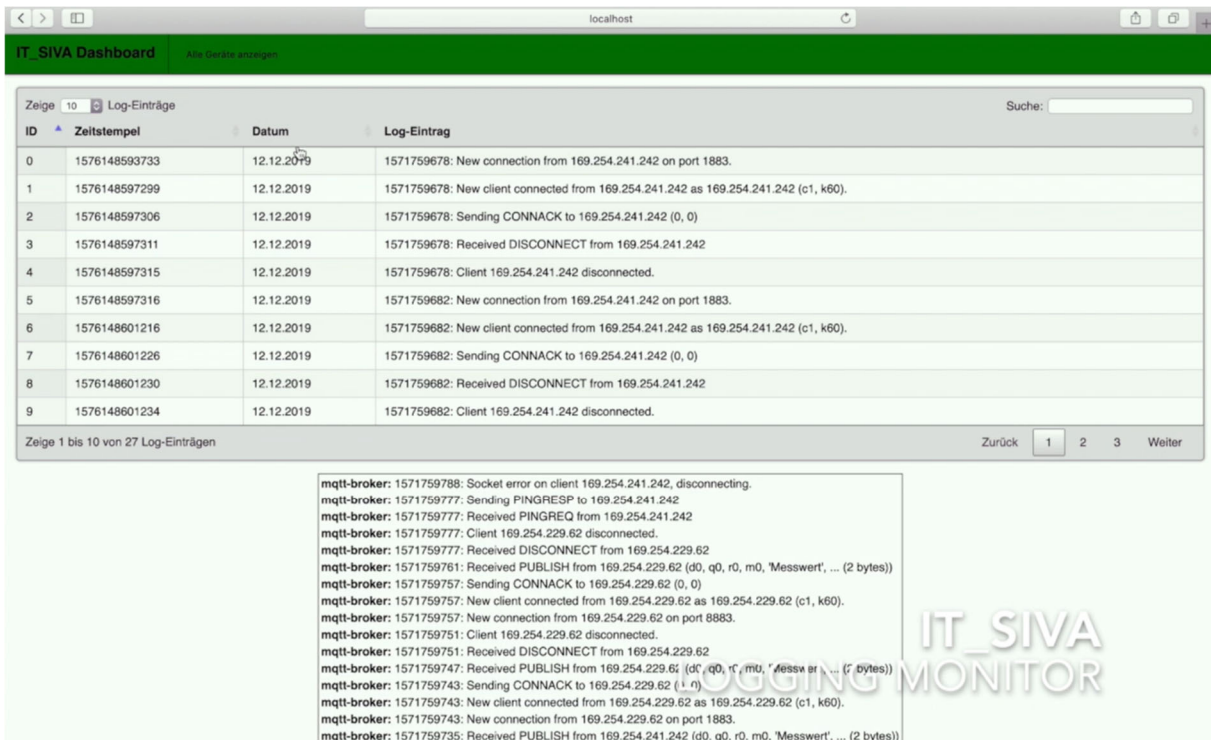 localhost
IT_SIVA Dashboard Alle Geräte anzeigen
Zeige 10 Log-Einträge Suche:
ID Zeitstempel Datum Log-Eintrag
0 1576148593733 12.12.2019 1571759678: New connection from 169.254.241.242 on port 1883.
1 1576148597299 12.12.2019 1571759678: New client connected from 169.254.241.242 as 169.254.241.242 (c1, k60).
2 1576148597306 12.12.2019 1571759678: Sending CONNACK to 169.254.241.242 (0, 0)
3 1576148597311 12.12.2019 1571759678: Received DISCONNECT from 169.254.241.242
4 1576148597315 12.12.2019 1571759678: Client 169.254.241.242 disconnected.
5 1576148597316 12.12.2019 1571759682: New connection from 169.254.241.242 on port 1883.
6 1576148601216 12.12.2019 1571759682: New client connected from 169.254.241.242 as 169.254.241.242 (c1, k60).
7 1576148601226 12.12.2019 1571759682: Sending CONNACK to 169.254.241.242 (0, 0)
8 1576148601230 12.12.2019 1571759682: Received DISCONNECT from 169.254.241.242
9 1576148601234 12.12.2019 1571759682: Client 169.254.241.242 disconnected.
Zeige 1 bis 10 von 27 Log-Einträgen Zurück 1 2 3 Weiter
mqtt-broker: 1571759788: Socket error on client 169.254.241.242, disconnecting.
mqtt-broker: 1571759777: Sending PINGRESP to 169.254.241.242
mqtt-broker: 1571759777: Received PINGREQ from 169.254.241.242
mqtt-broker: 1571759777: Client 169.254.229.62 disconnected.
mqtt-broker: 1571759777: Received DISCONNECT from 169.254.229.62
mqtt-broker: 1571759761: Received PUBLISH from 169.254.229.62 (d0, q0, r0, m0, 'Messwert', ... (2 bytes))
mqtt-broker: 1571759757: Sending CONNACK to 169.254.229.62 (0, 0)
mqtt-broker: 1571759757: New client connected from 169.254.229.62 as 169.254.229.62 (c1, k60).
mqtt-broker: 1571759757: New connection from 169.254.229.62 on port 8883.
mqtt-broker: 1571759751: Client 169.254.229.62 disconnected.
mqtt-broker: 1571759751: Received DISCONNECT from 169.254.229.62
mqtt-broker: 1571759747: Received PUBLISH from 169.254.229.62 (d0, q0, r0, m0, 'Messwert', ... (2 bytes))
mqtt-broker: 1571759743: Sending CONNACK to 169.254.229.62 (0, 0)
mqtt-broker: 1571759743: New client connected from 169.254.229.62 as 169.254.229.62 (c1, k60).
mqtt-broker: 1571759743: New connection from 169.254.229.62 on port 1883.
mqtt-broker: 1571759735: Received PUBLISH from 169.254.241.242 (d0, q0, r0, m0, 'Messwert', ... (2 bytes))
IT_SIVA
LOGGING MONITOR